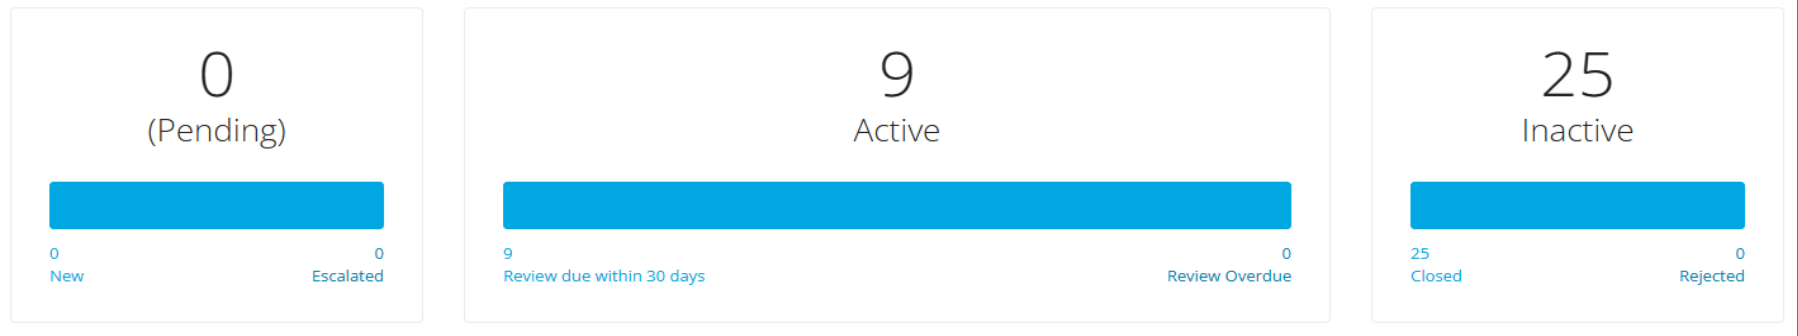 0
(Pending)
0 0
New Escalated
9
Active
9 0
Review due within 30 days Review Overdue
25
Inactive
25 0
Closed Rejected